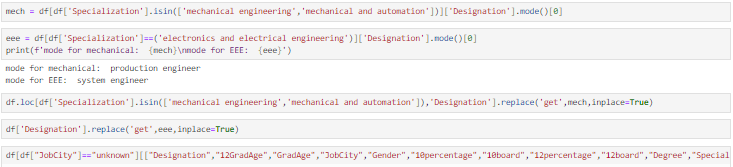 mech = df[df['Specialization'].isin(['mechanical engineering','mechanical and automation'])]['Designation'].mode()[0]
eee = df[df['Specialization']==('electronics and electrical engineering')]['Designation'].mode()[0]
print(f'mode for mechanical:  {mech}\nmode for EEE:  {eee}')
mode for mechanical:  production engineer
mode for EEE:  system engineer
df.loc[df['Specialization'].isin(['mechanical engineering','mechanical and automation']),'Designation'].replace('get',mech,inplace=True)
df['Designation'].replace('get',eee,inplace=True)
df[df["JobCity"]=="unknown"][["Designation","12GradAge","GradAge","JobCity","Gender","10percentage","10board","12percentage","12board","Degree","Special